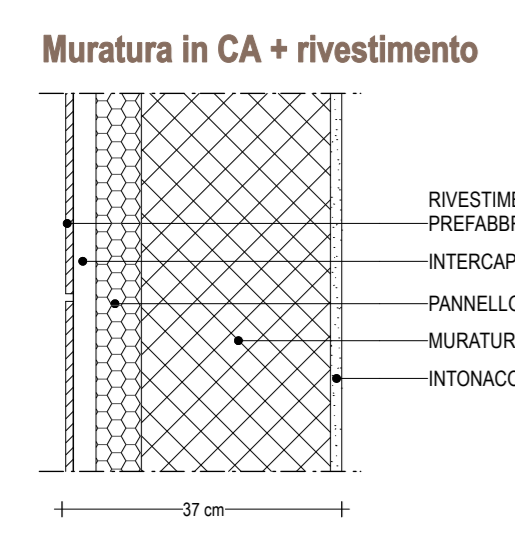 Muratura in CA + rivestimento
RIVESTIME
PREFABBR
INTERCAP
PANNELLO
MURATUR
INTONACO
37 cm